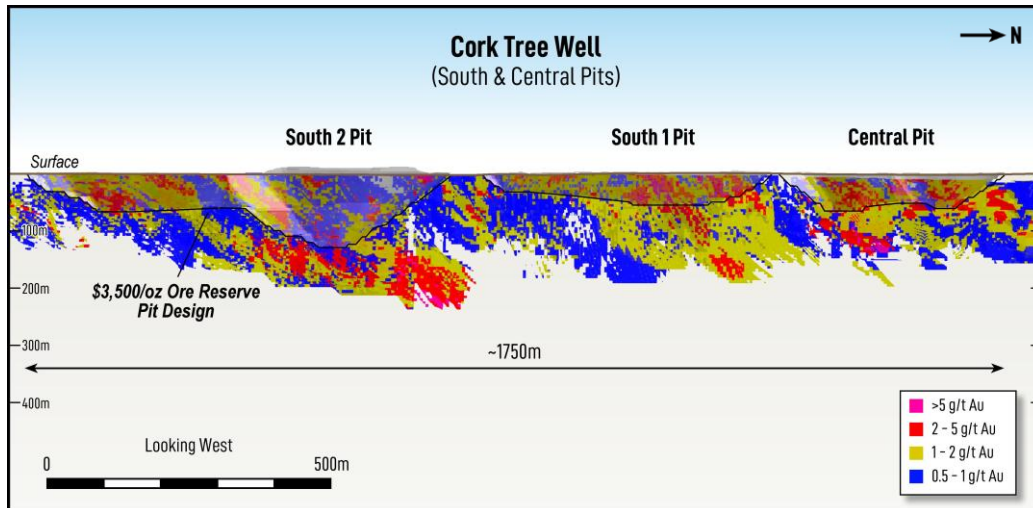 Cork Tree Well
(South & Central Pits)
N
South 2 Pit
South 1 Pit
Central Pit
Surface
100m
200m
$3,500/oz Ore Reserve
Pit Design
300m
~1750m
400m
Looking West
0
500m
>5 g/t Au
2 - 5 g/t Au
1 - 2 g/t Au
0.5 - 1 g/t Au